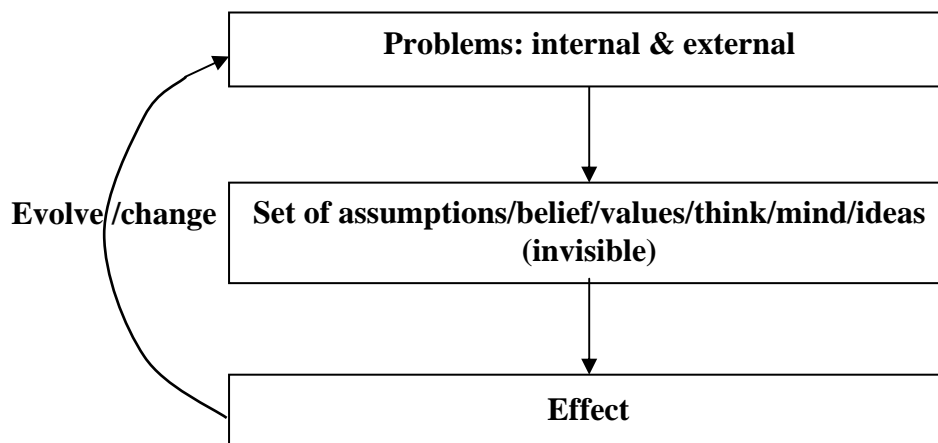 Problems: internal & external
Evolve /change
Set of assumptions/belief/values/think/mind/ideas
(invisible)
Effect